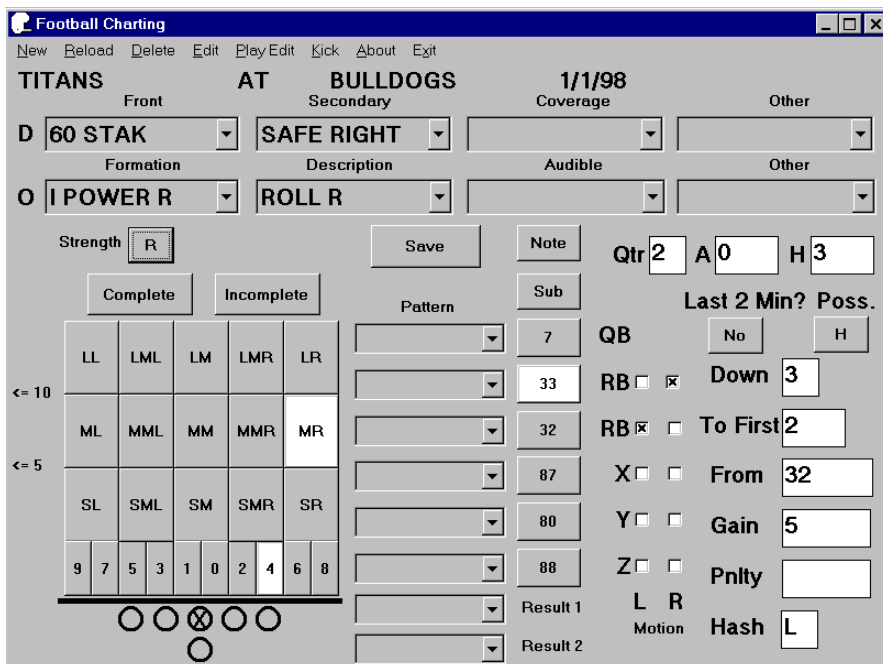 Football Charting
New Reload Delete Edit Play Edit Kick About Exit
TITANS AT BULLDOGS 1/1/98
Front Secondary Coverage Other
D 60 STAK SAFE RIGHT
Formation Description Audible Other
O I POWER R ROLL R
Strength R Save Note Qtr 2 A 0 H 3
Complete Incomplete Pattern Sub Last 2 Min? Poss.
LL LML LM LMR LR 7 QB No H
<= 10 33 RB Down 3
ML MML MM MMR MR 32 RB To First 2
<= 5 87 X From 32
SL SML SM SMR SR 80 Y Gain 5
9 7 5 3 1 0 2 4 6 8 88 Z Pnlty
Result 1 L R
Motion Hash L
Result 2